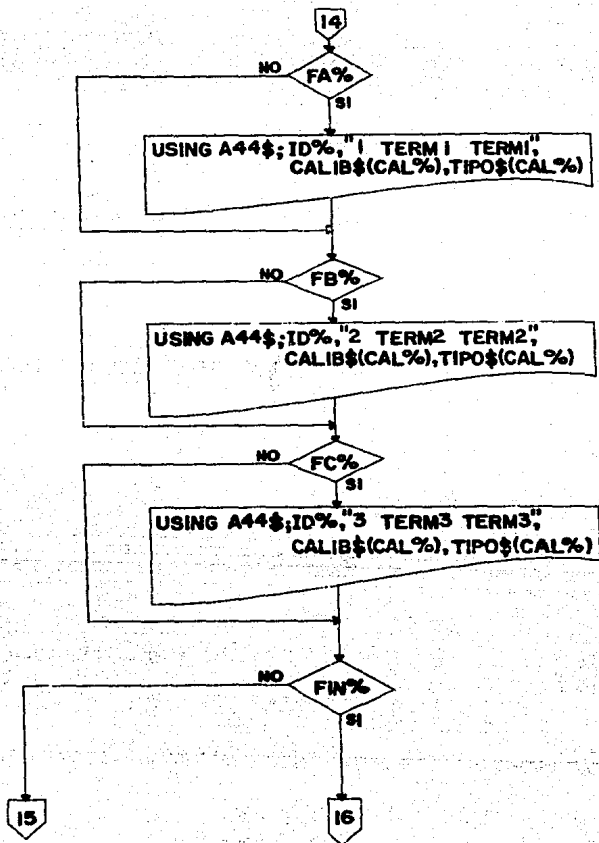 14
NO
FA%
SI
USING A44$;ID%,"1 TERM1 TERM1",
CALIB$(CAL%),TIPO$(CAL%)
NO
FB%
SI
USING A44$;ID%,"2 TERM2 TERM2",
CALIB$(CAL%),TIPO$(CAL%)
NO
FC%
SI
USING A44$;ID%,"3 TERM3 TERM3",
CALIB$(CAL%),TIPO$(CAL%)
NO
FIN%
SI
15
16